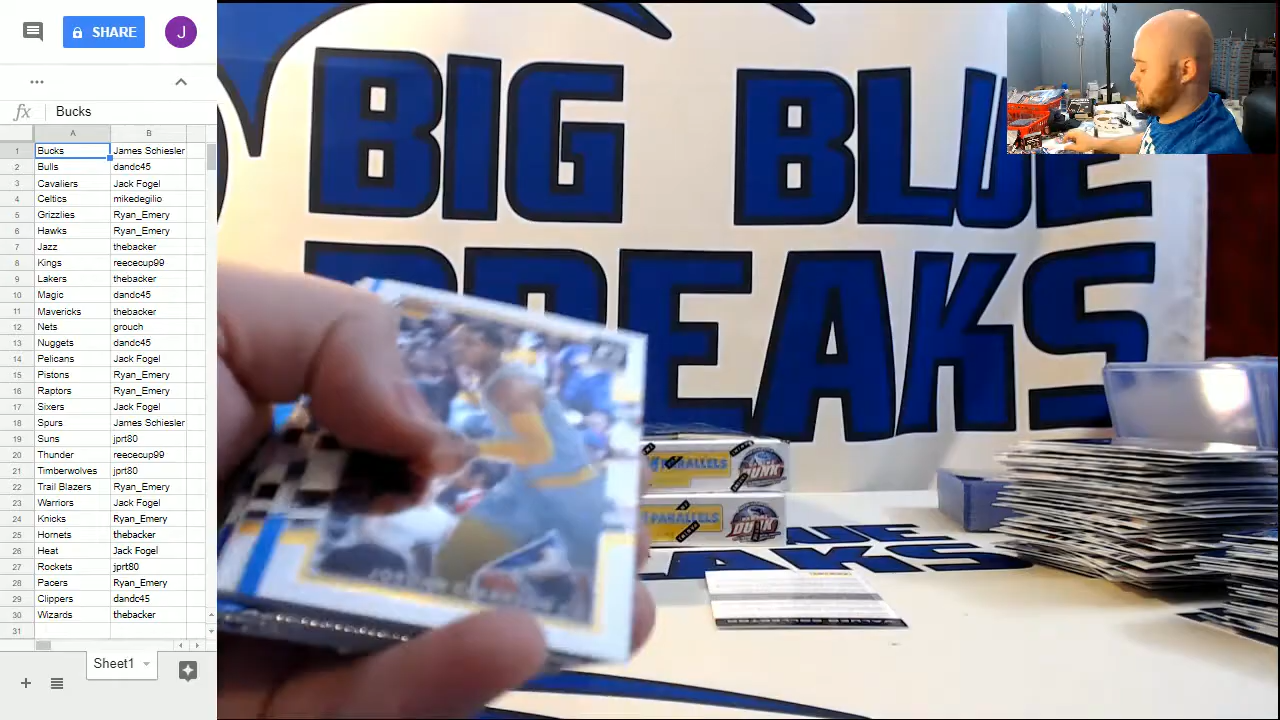 SHARE
J
...
fx Bucks
A B
1 Bucks James Schiesler
2 Bulls dandc45
3 Cavaliers Jack Fogel
4 Celtics mikedegilio
5 Grizzlies Ryan_Emery
6 Hawks Ryan_Emery
7 Jazz thebacker
8 Kings reececup99
9 Lakers thebacker
10 Magic dandc45
11 Mavericks thebacker
12 Nets grouch
13 Nuggets dandc45
14 Pelicans Jack Fogel
15 Pistons Ryan_Emery
16 Raptors Ryan_Emery
17 Sixers Jack Fogel
18 Spurs James Schiesler
19 Suns jprt80
20 Thunder reececup99
21 Timberwolves jprt80
22 Trail Blazers Ryan_Emery
23 Warriors Jack Fogel
24 Knicks Ryan_Emery
25 Hornets thebacker
26 Heat Jack Fogel
27 Rockets jprt80
28 Pacers Ryan_Emery
29 Clippers
30 Wizards thebacker
Sheet1
BIG BLUE
BREAKS
PARALLELS
PARALLELS
BLUE
BREAKS